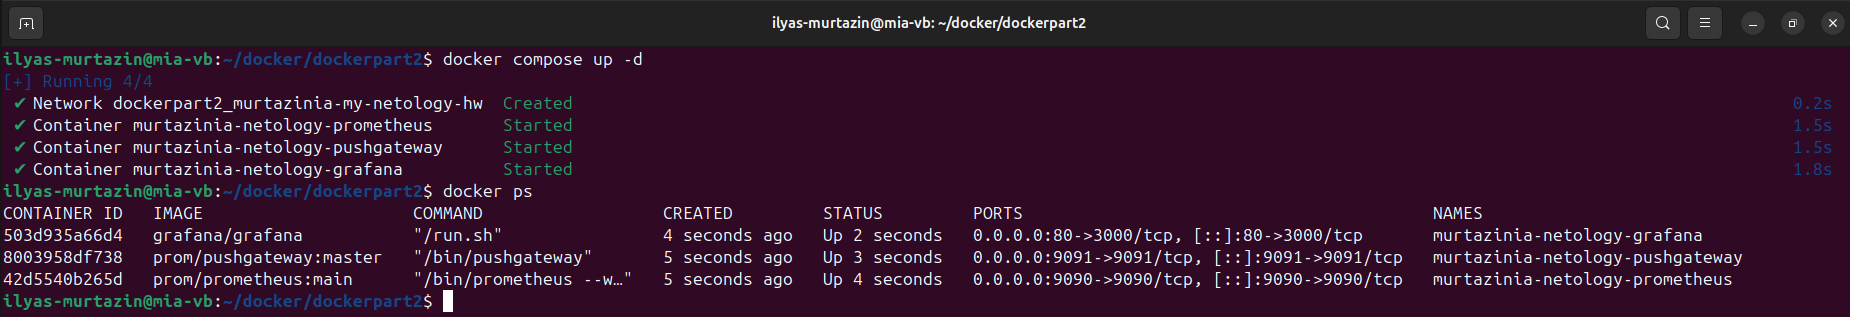 ilyas-murtazin@mia-vb: ~/docker/dockerpart2
ilyas-murtazin@mia-vb:~/docker/dockerpart2$ docker compose up -d
[+] Running 4/4
✔ Network dockerpart2_murtazinia-my-netology-hw  Created 0.2s
✔ Container murtazinia-netology-prometheus Started 1.5s
✔ Container murtazinia-netology-pushgateway Started 1.5s
✔ Container murtazinia-netology-grafana Started 1.8s
ilyas-murtazin@mia-vb:~/docker/dockerpart2$ docker ps
CONTAINER ID   IMAGE   COMMAND   CREATED   STATUS   PORTS   NAMES
503d935a66d4   grafana/grafana   "/run.sh"   4 seconds ago   Up 2 seconds   0.0.0.0:80->3000/tcp, [::]:80->3000/tcp   murtazinia-netology-grafana
8003958df738   prom/pushgateway:master   "/bin/pushgateway"   5 seconds ago   Up 3 seconds   0.0.0.0:9091->9091/tcp, [::]:9091->9091/tcp   murtazinia-netology-pushgateway
42d5540b265d   prom/prometheus:main   "/bin/prometheus --w…"   5 seconds ago   Up 4 seconds   0.0.0.0:9090->9090/tcp, [::]:9090->9090/tcp   murtazinia-netology-prometheus
ilyas-murtazin@mia-vb:~/docker/dockerpart2$